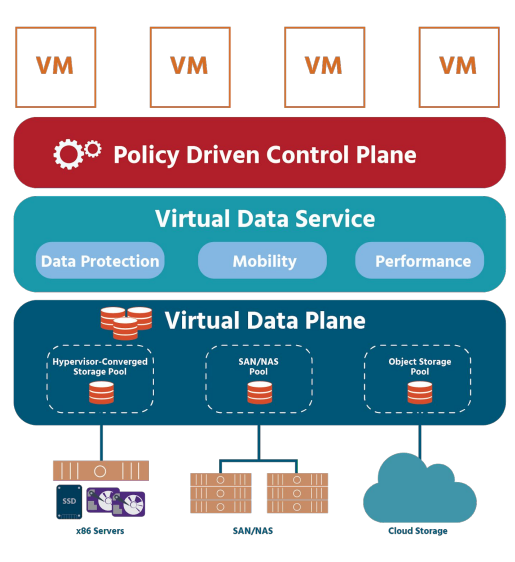 VM
VM
VM
VM
Policy Driven Control Plane
Virtual Data Service
Data Protection
Mobility
Performance
Virtual Data Plane
Hypervisor-Converged
Storage Pool
SAN/NAS
Pool
Object Storage
Pool
SSD
x86 Servers
SAN/NAS
Cloud Storage